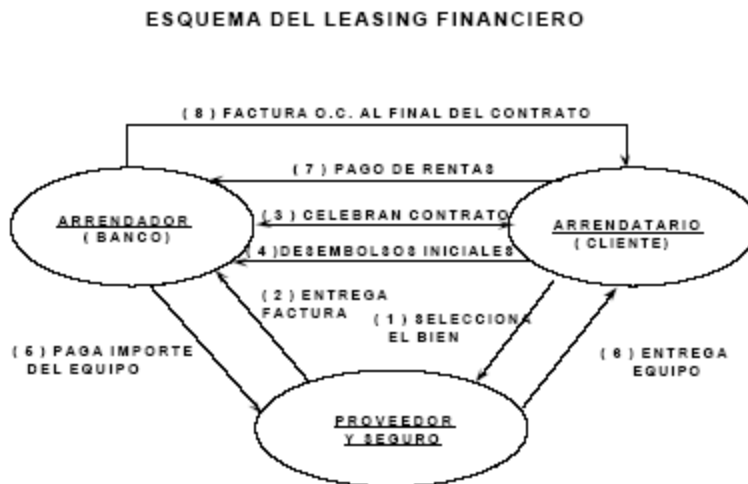 ESQUEMA DEL LEASING FINANCIERO
( 8 ) FACTURA O.C. AL FINAL DEL CONTRATO
( 7 ) PAGO DE RENTAS
ARRENDADOR
( BANCO )
( 3 ) CELEBRAN CONTRATO
ARRENDATARIO
( CLIENTE )
( 4 ) DESEMBOLSOS INICIALES
( 2 ) ENTREGA
FACTURA
( 1 ) SELECCIONA
EL BIEN
( 5 ) PAGA IMPORTE
DEL EQUIPO
( 6 ) ENTREGA
EQUIPO
PROVEEDOR
Y SEGURO